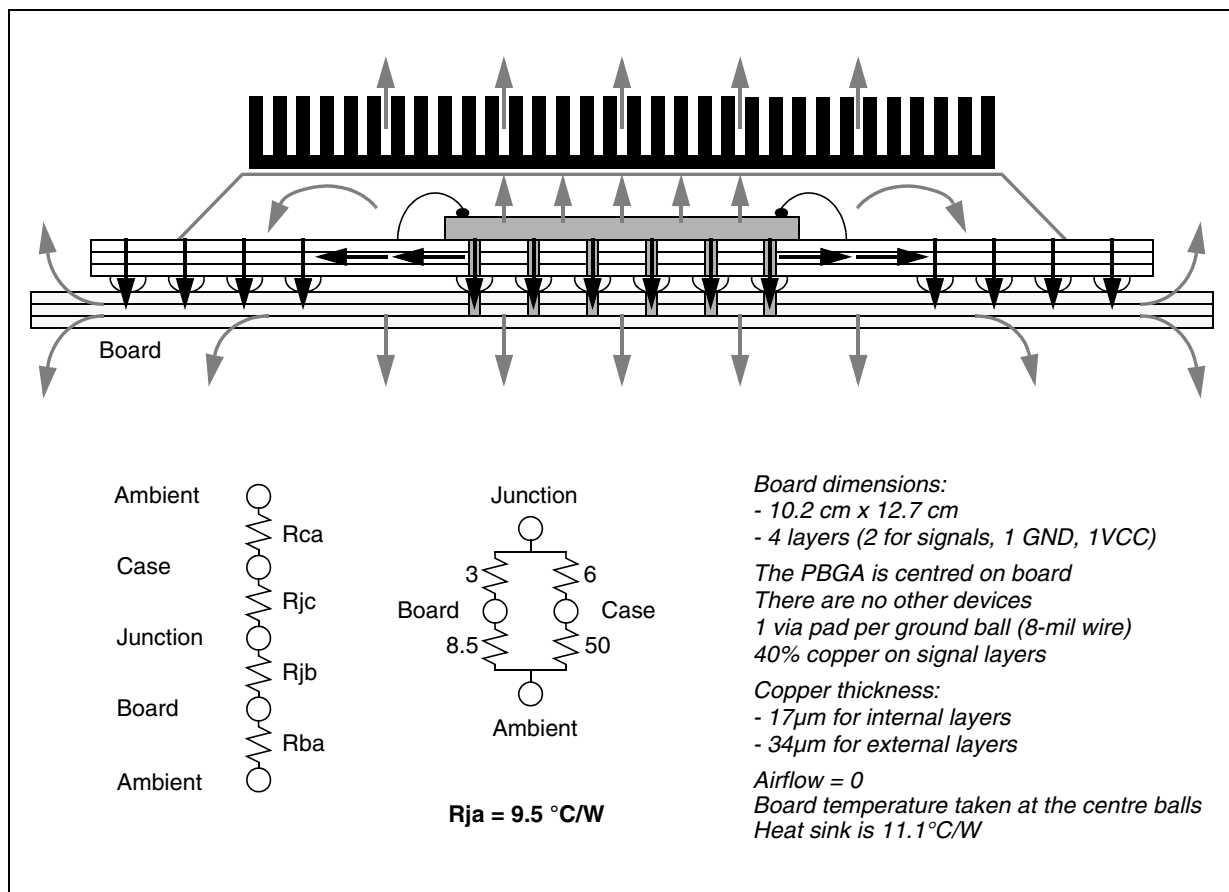 Board
Ambient
Rca
Case
Rjc
Junction
Rjb
Board
Rba
Ambient
Junction
3
6
Board
Case
8.5
50
Ambient
Rja = 9.5 °C/W
Board dimensions:
- 10.2 cm x 12.7 cm
- 4 layers (2 for signals, 1 GND, 1VCC)
The PBGA is centred on board
There are no other devices
1 via pad per ground ball (8-mil wire)
40% copper on signal layers
Copper thickness:
- 17µm for internal layers
- 34µm for external layers
Airflow = 0
Board temperature taken at the centre balls
Heat sink is 11.1°C/W